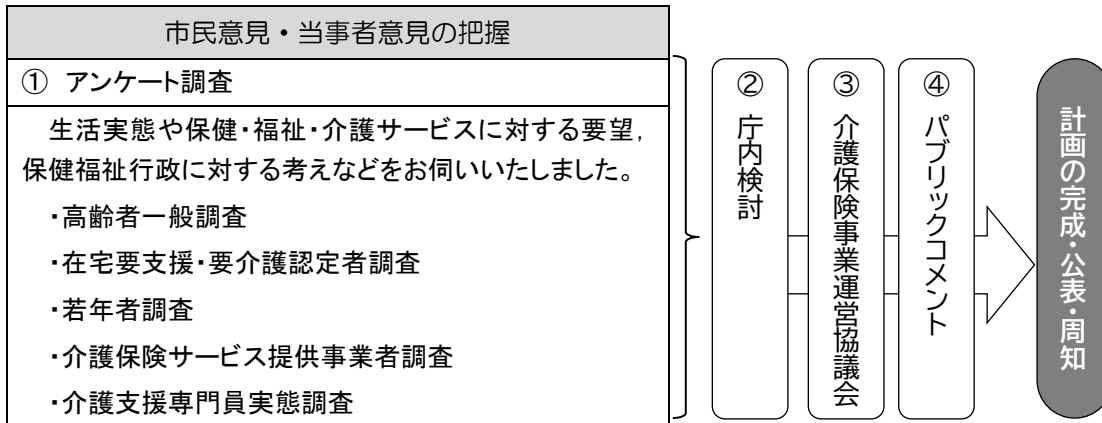 市民意見・当事者意見の把握
① アンケート調査
生活実態や保健・福祉・介護サービスに対する要望,
保健福祉行政に対する考えなどをお伺いいたしました。
・高齢者一般調査
・在宅要支援・要介護認定者調査
・若年者調査
・介護保険サービス提供事業者調査
・介護支援専門員実態調査
② 庁内検討
③ 介護保険事業運営協議会
④ パブリックコメント
計画の完成・公表・周知